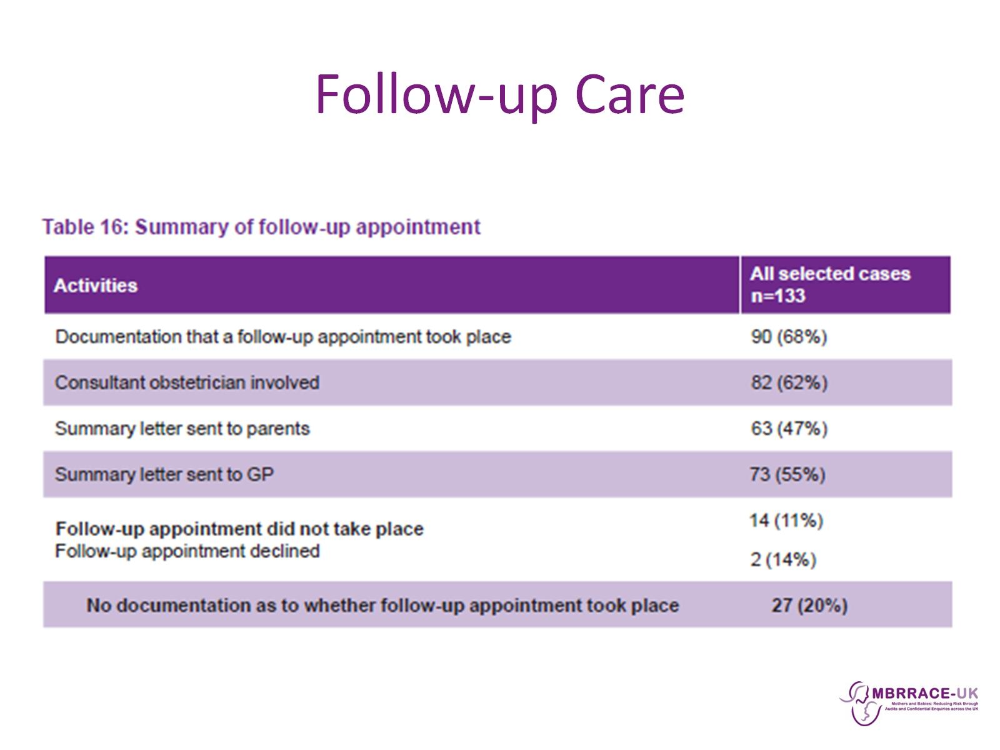 Follow-up Care
Table 16: Summary of follow-up appointment
Activities
All selected cases
n=133
Documentation that a follow-up appointment took place 90 (68%)
Consultant obstetrician involved 82 (62%)
Summary letter sent to parents 63 (47%)
Summary letter sent to GP 73 (55%)
Follow-up appointment did not take place 14 (11%)
Follow-up appointment declined 2 (14%)
No documentation as to whether follow-up appointment took place 27 (20%)
MBRRACE-UK
Mothers and Babies: Reducing Risk through
Audits and Confidential Enquiries across the UK